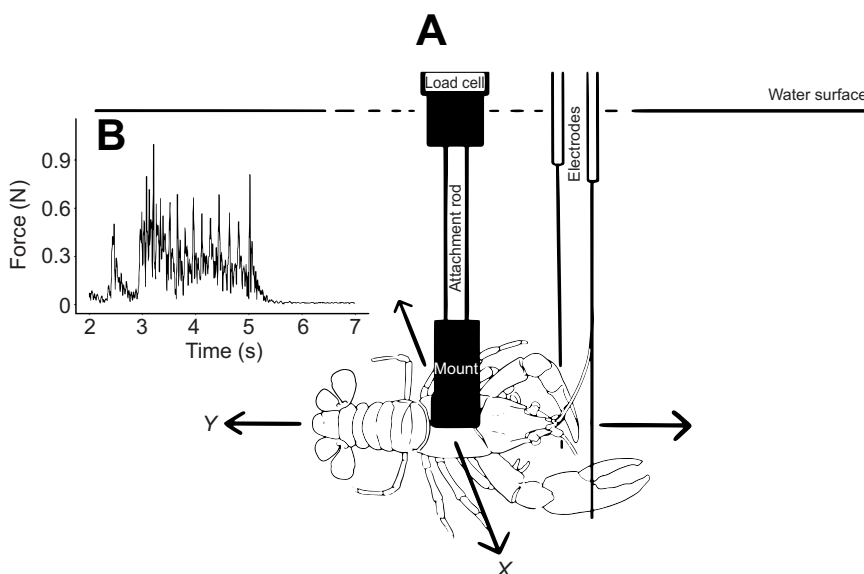 A
Load cell
Water surface
B
Electrodes
Attachment rod
Force (N)
0.9
0.6
0.3
0
2 3 4 5 6 7
Time (s)
Mount
Y
X